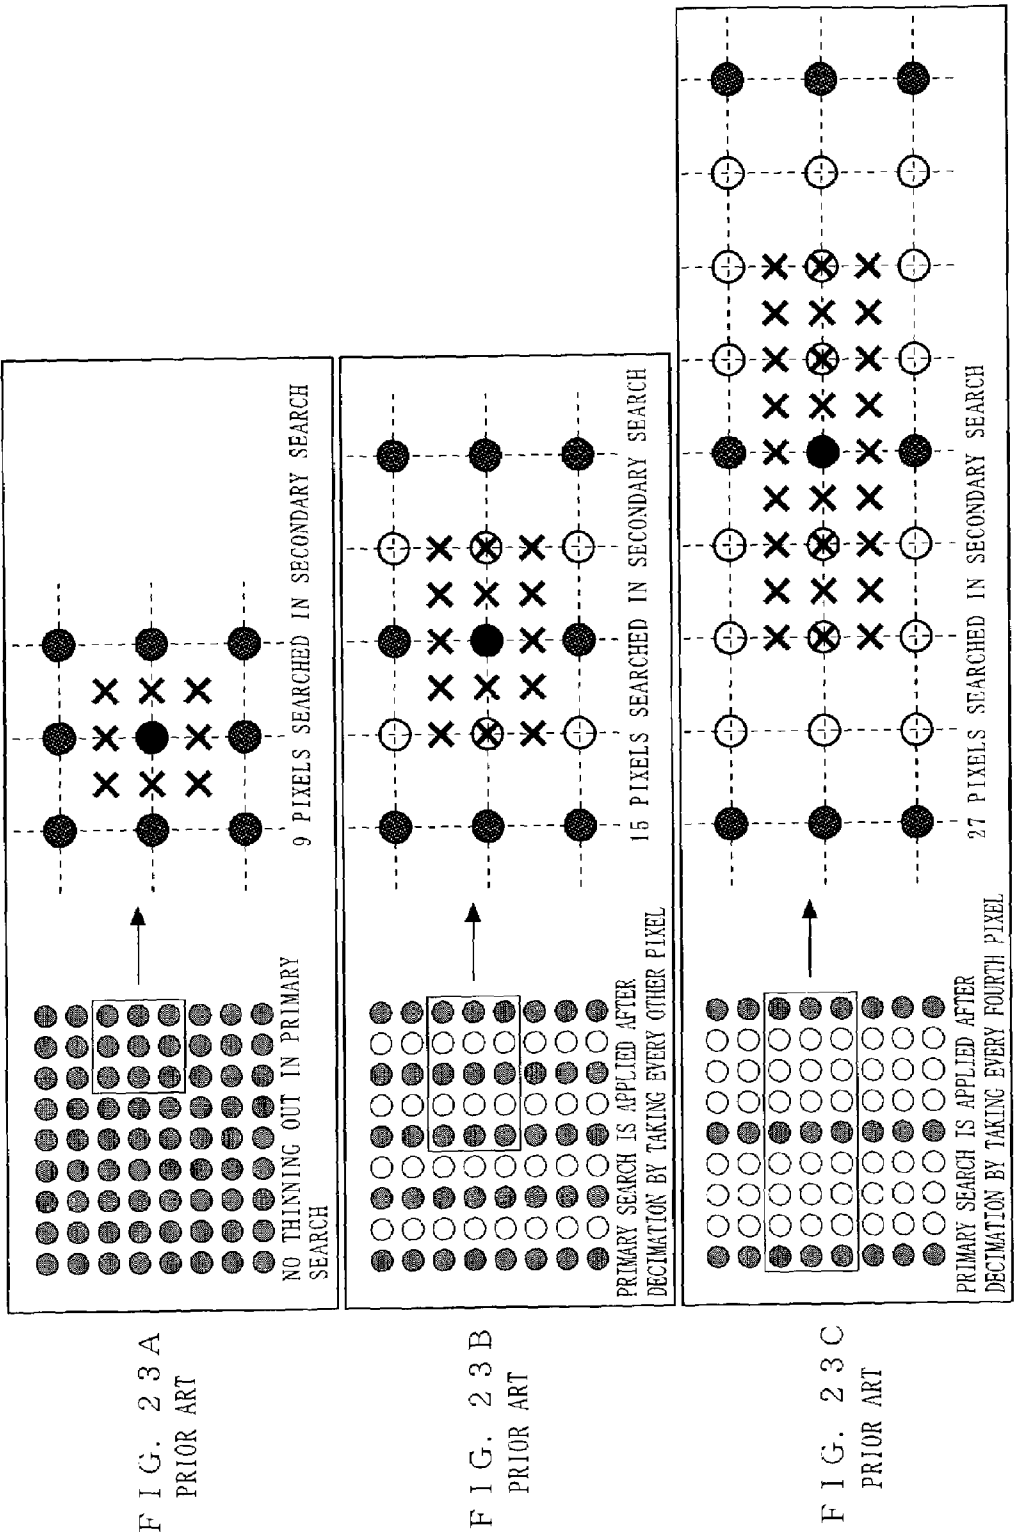 FIG. 23A
PRIOR ART
NO THINNING OUT IN PRIMARY
SEARCH
9 PIXELS SEARCHED IN SECONDARY SEARCH
FIG. 23B
PRIOR ART
PRIMARY SEARCH IS APPLIED AFTER
DECIMATION BY TAKING EVERY OTHER PIXEL
15 PIXELS SEARCHED IN SECONDARY SEARCH
FIG. 23C
PRIOR ART
PRIMARY SEARCH IS APPLIED AFTER
DECIMATION BY TAKING EVERY FOURTH PIXEL
27 PIXELS SEARCHED IN SECONDARY SEARCH